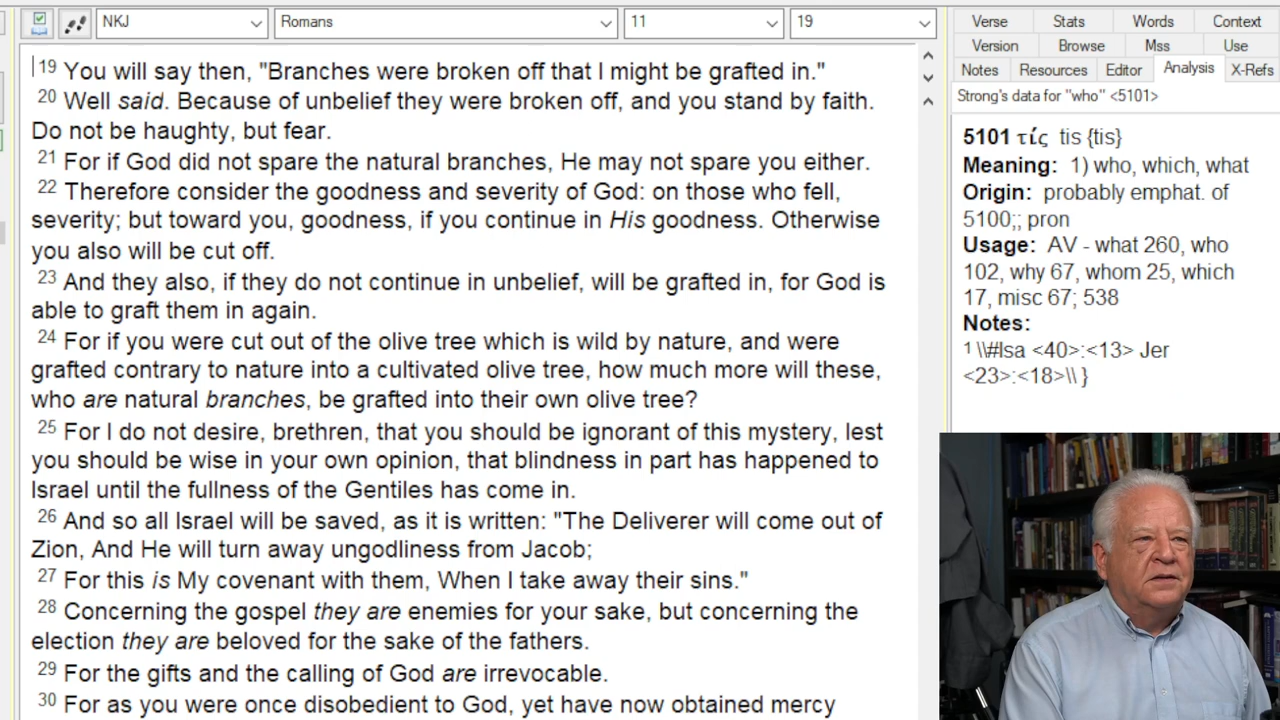 NKJ
Romans
11
19
19 You will say then, "Branches were broken off that I might be grafted in."
20 Well said. Because of unbelief they were broken off, and you stand by faith.
Do not be haughty, but fear.
21 For if God did not spare the natural branches, He may not spare you either.
22 Therefore consider the goodness and severity of God: on those who fell,
severity; but toward you, goodness, if you continue in His goodness. Otherwise
you also will be cut off.
23 And they also, if they do not continue in unbelief, will be grafted in, for God is
able to graft them in again.
24 For if you were cut out of the olive tree which is wild by nature, and were
grafted contrary to nature into a cultivated olive tree, how much more will these,
who are natural branches, be grafted into their own olive tree?
25 For I do not desire, brethren, that you should be ignorant of this mystery, lest
you should be wise in your own opinion, that blindness in part has happened to
Israel until the fullness of the Gentiles has come in.
26 And so all Israel will be saved, as it is written: "The Deliverer will come out of
Zion, And He will turn away ungodliness from Jacob;
27 For this is My covenant with them, When I take away their sins."
28 Concerning the gospel they are enemies for your sake, but concerning the
election they are beloved for the sake of the fathers.
29 For the gifts and the calling of God are irrevocable.
30 For as you were once disobedient to God, yet have now obtained mercy
Verse Stats Words Context
Version Browse Mss Use
Notes Resources Editor Analysis X-Refs
Strong's data for "who" <5101>
5101 τίς tis {tis}
Meaning: 1) who, which, what
Origin: probably emphat. of
5100;; pron
Usage: AV - what 260, who
102, why 67, whom 25, which
17, misc 67; 538
Notes:
1 \\#Isa <40>:<13> Jer
<23>:<18>\\ }